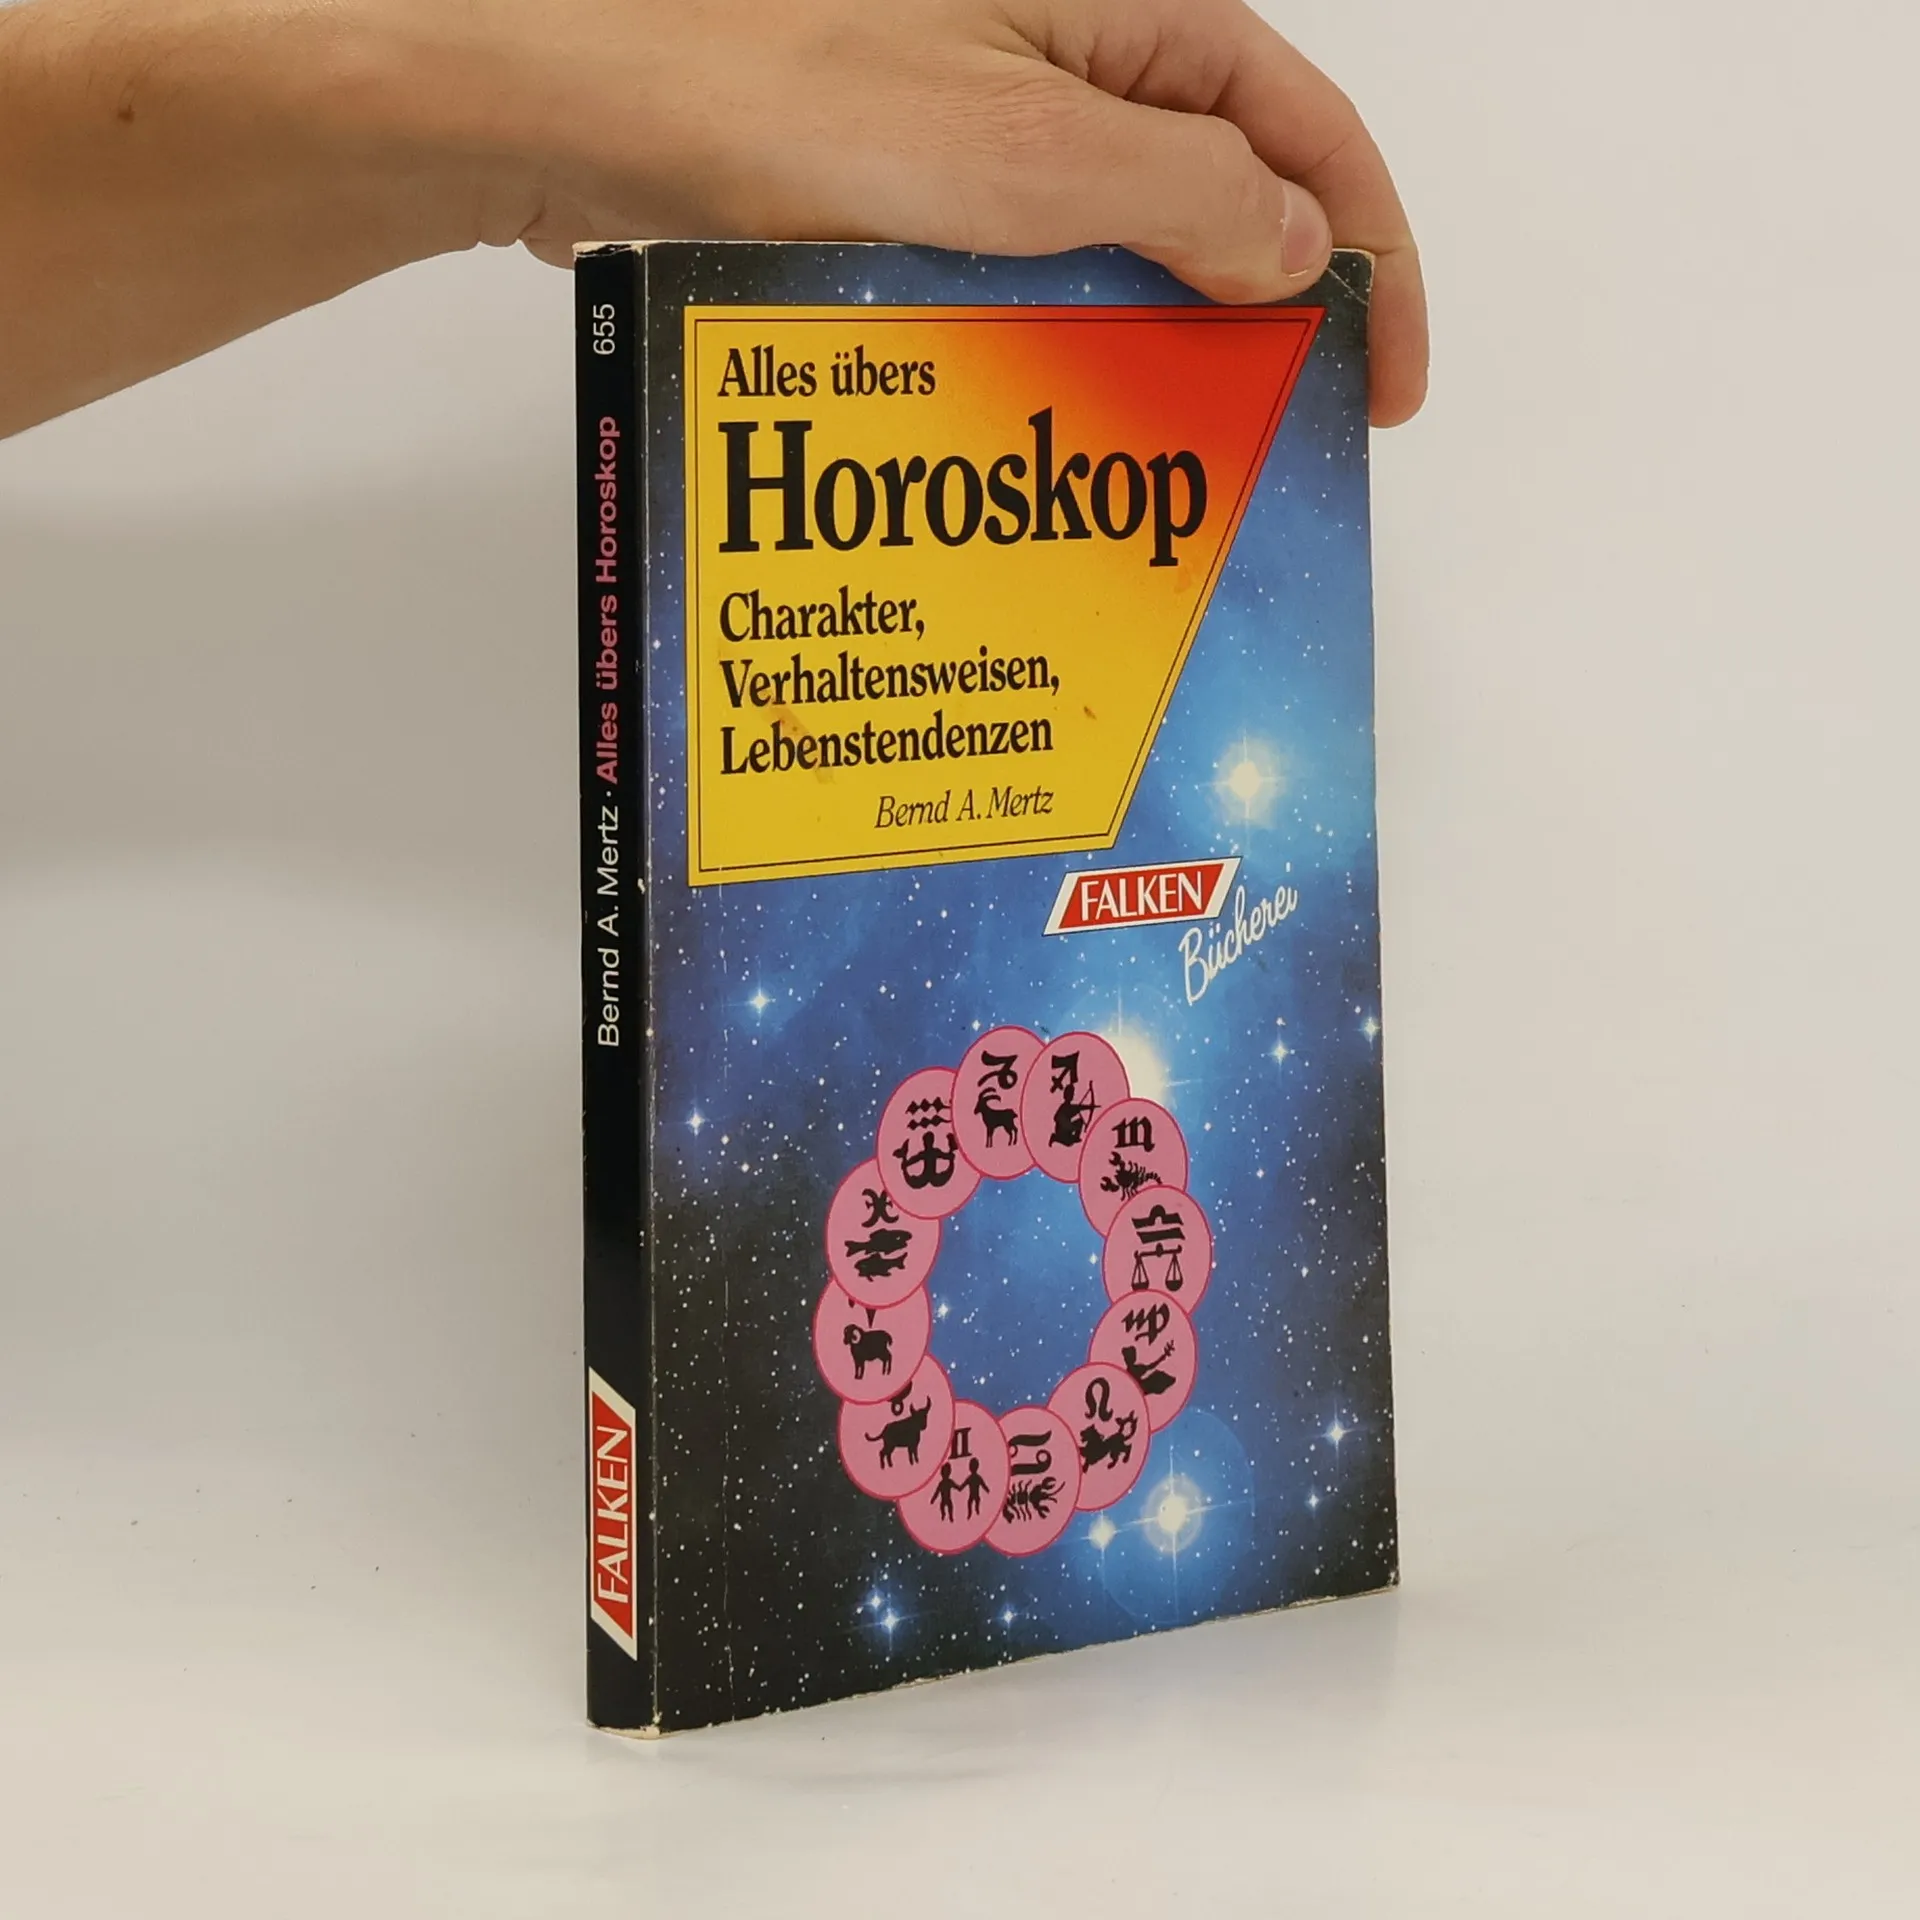 Alles übers
Horoskop
Charakter,
Verhaltensweisen,
Lebenstendenzen
Bernd A. Mertz
FALKEN
Bücherei
Bernd A. Mertz · Alles übers Horoskop 655
FALKEN